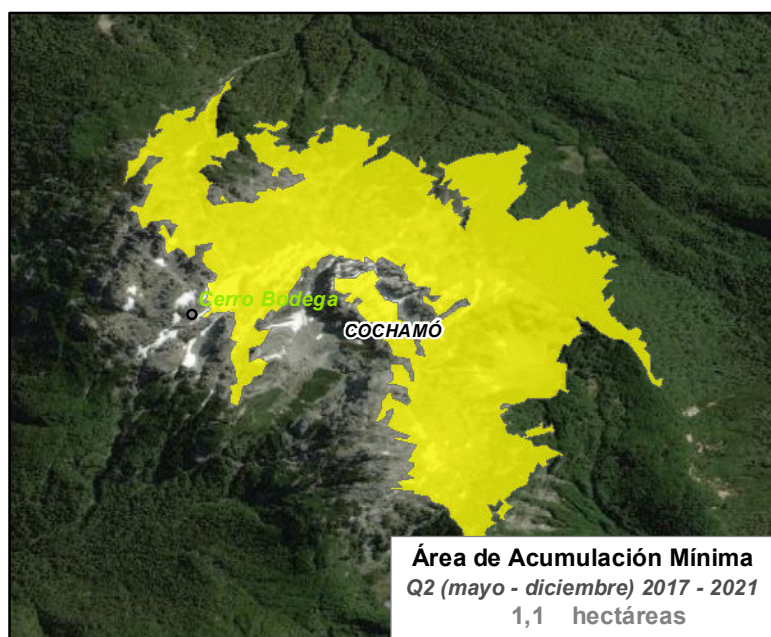 Cerro Bodega
COCHAMÓ
Área de Acumulación Mínima
Q2 (mayo - diciembre) 2017 - 2021
1,1 hectáreas